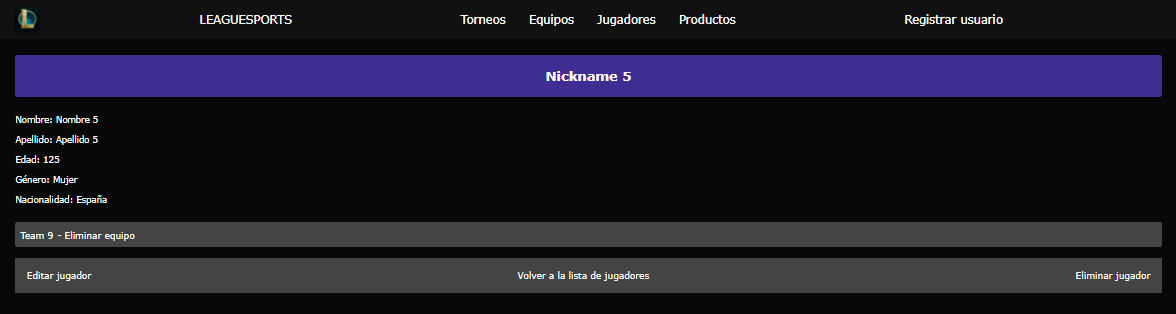 LEAGUESPORTS Torneos Equipos Jugadores Productos Registrar usuario
Nickname 5
Nombre: Nombre 5
Apellido: Apellido 5
Edad: 125
Género: Mujer
Nacionalidad: España
Team 9 - Eliminar equipo
Editar jugador Volver a la lista de jugadores Eliminar jugador